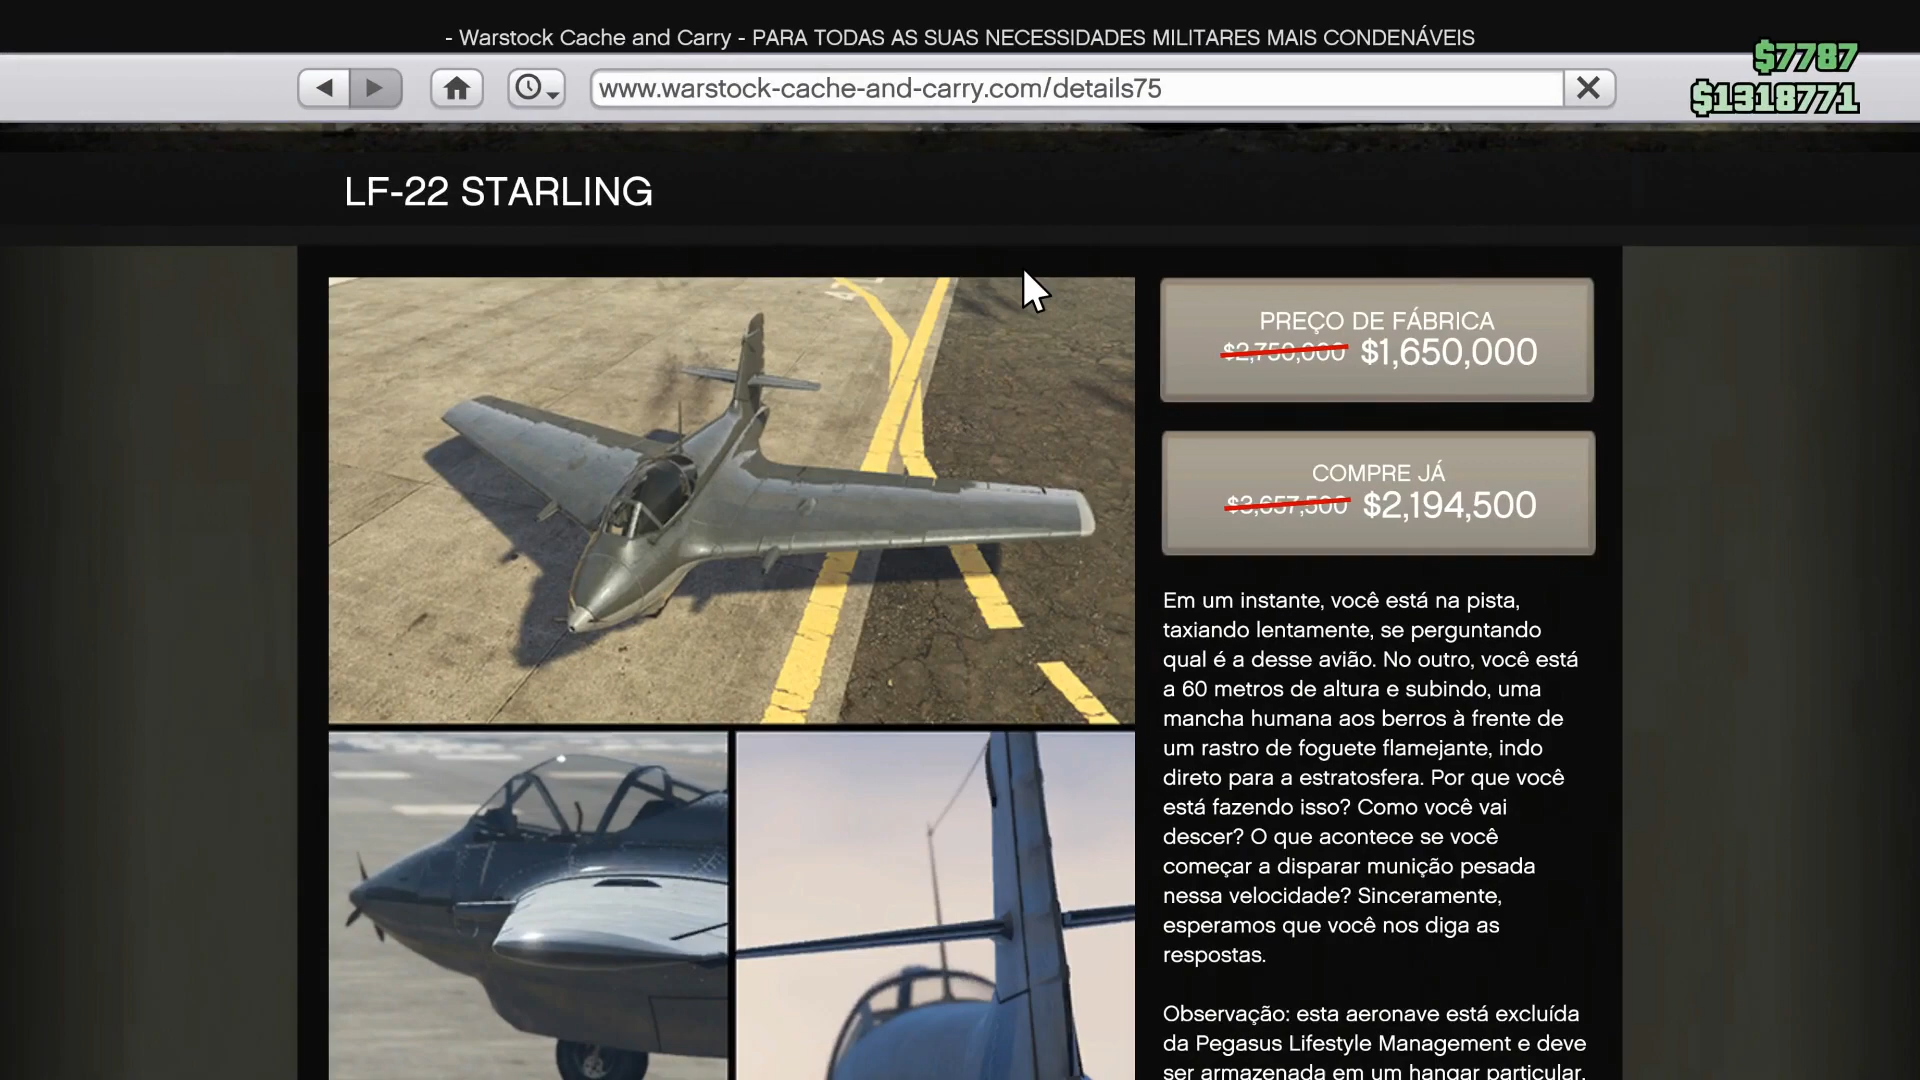 - Warstock Cache and Carry - PARA TODAS AS SUAS NECESSIDADES MILITARES MAIS CONDENÁVEIS
$7787
www.warstock-cache-and-carry.com/details75
$1318771
LF-22 STARLING
PREÇO DE FÁBRICA
$2,750,000 $1,650,000
COMPRE JÁ
$3,657,500 $2,194,500
Em um instante, você está na pista,
taxiando lentamente, se perguntando
qual é a desse avião. No outro, você está
a 60 metros de altura e subindo, uma
mancha humana aos berros à frente de
um rastro de foguete flamejante, indo
direto para a estratosfera. Por que você
está fazendo isso? Como você vai
descer? O que acontece se você
começar a disparar munição pesada
nessa velocidade? Sinceramente,
esperamos que você nos diga as
respostas.
Observação: esta aeronave está excluída
da Pegasus Lifestyle Management e deve
ser armazenada em um hangar particular.